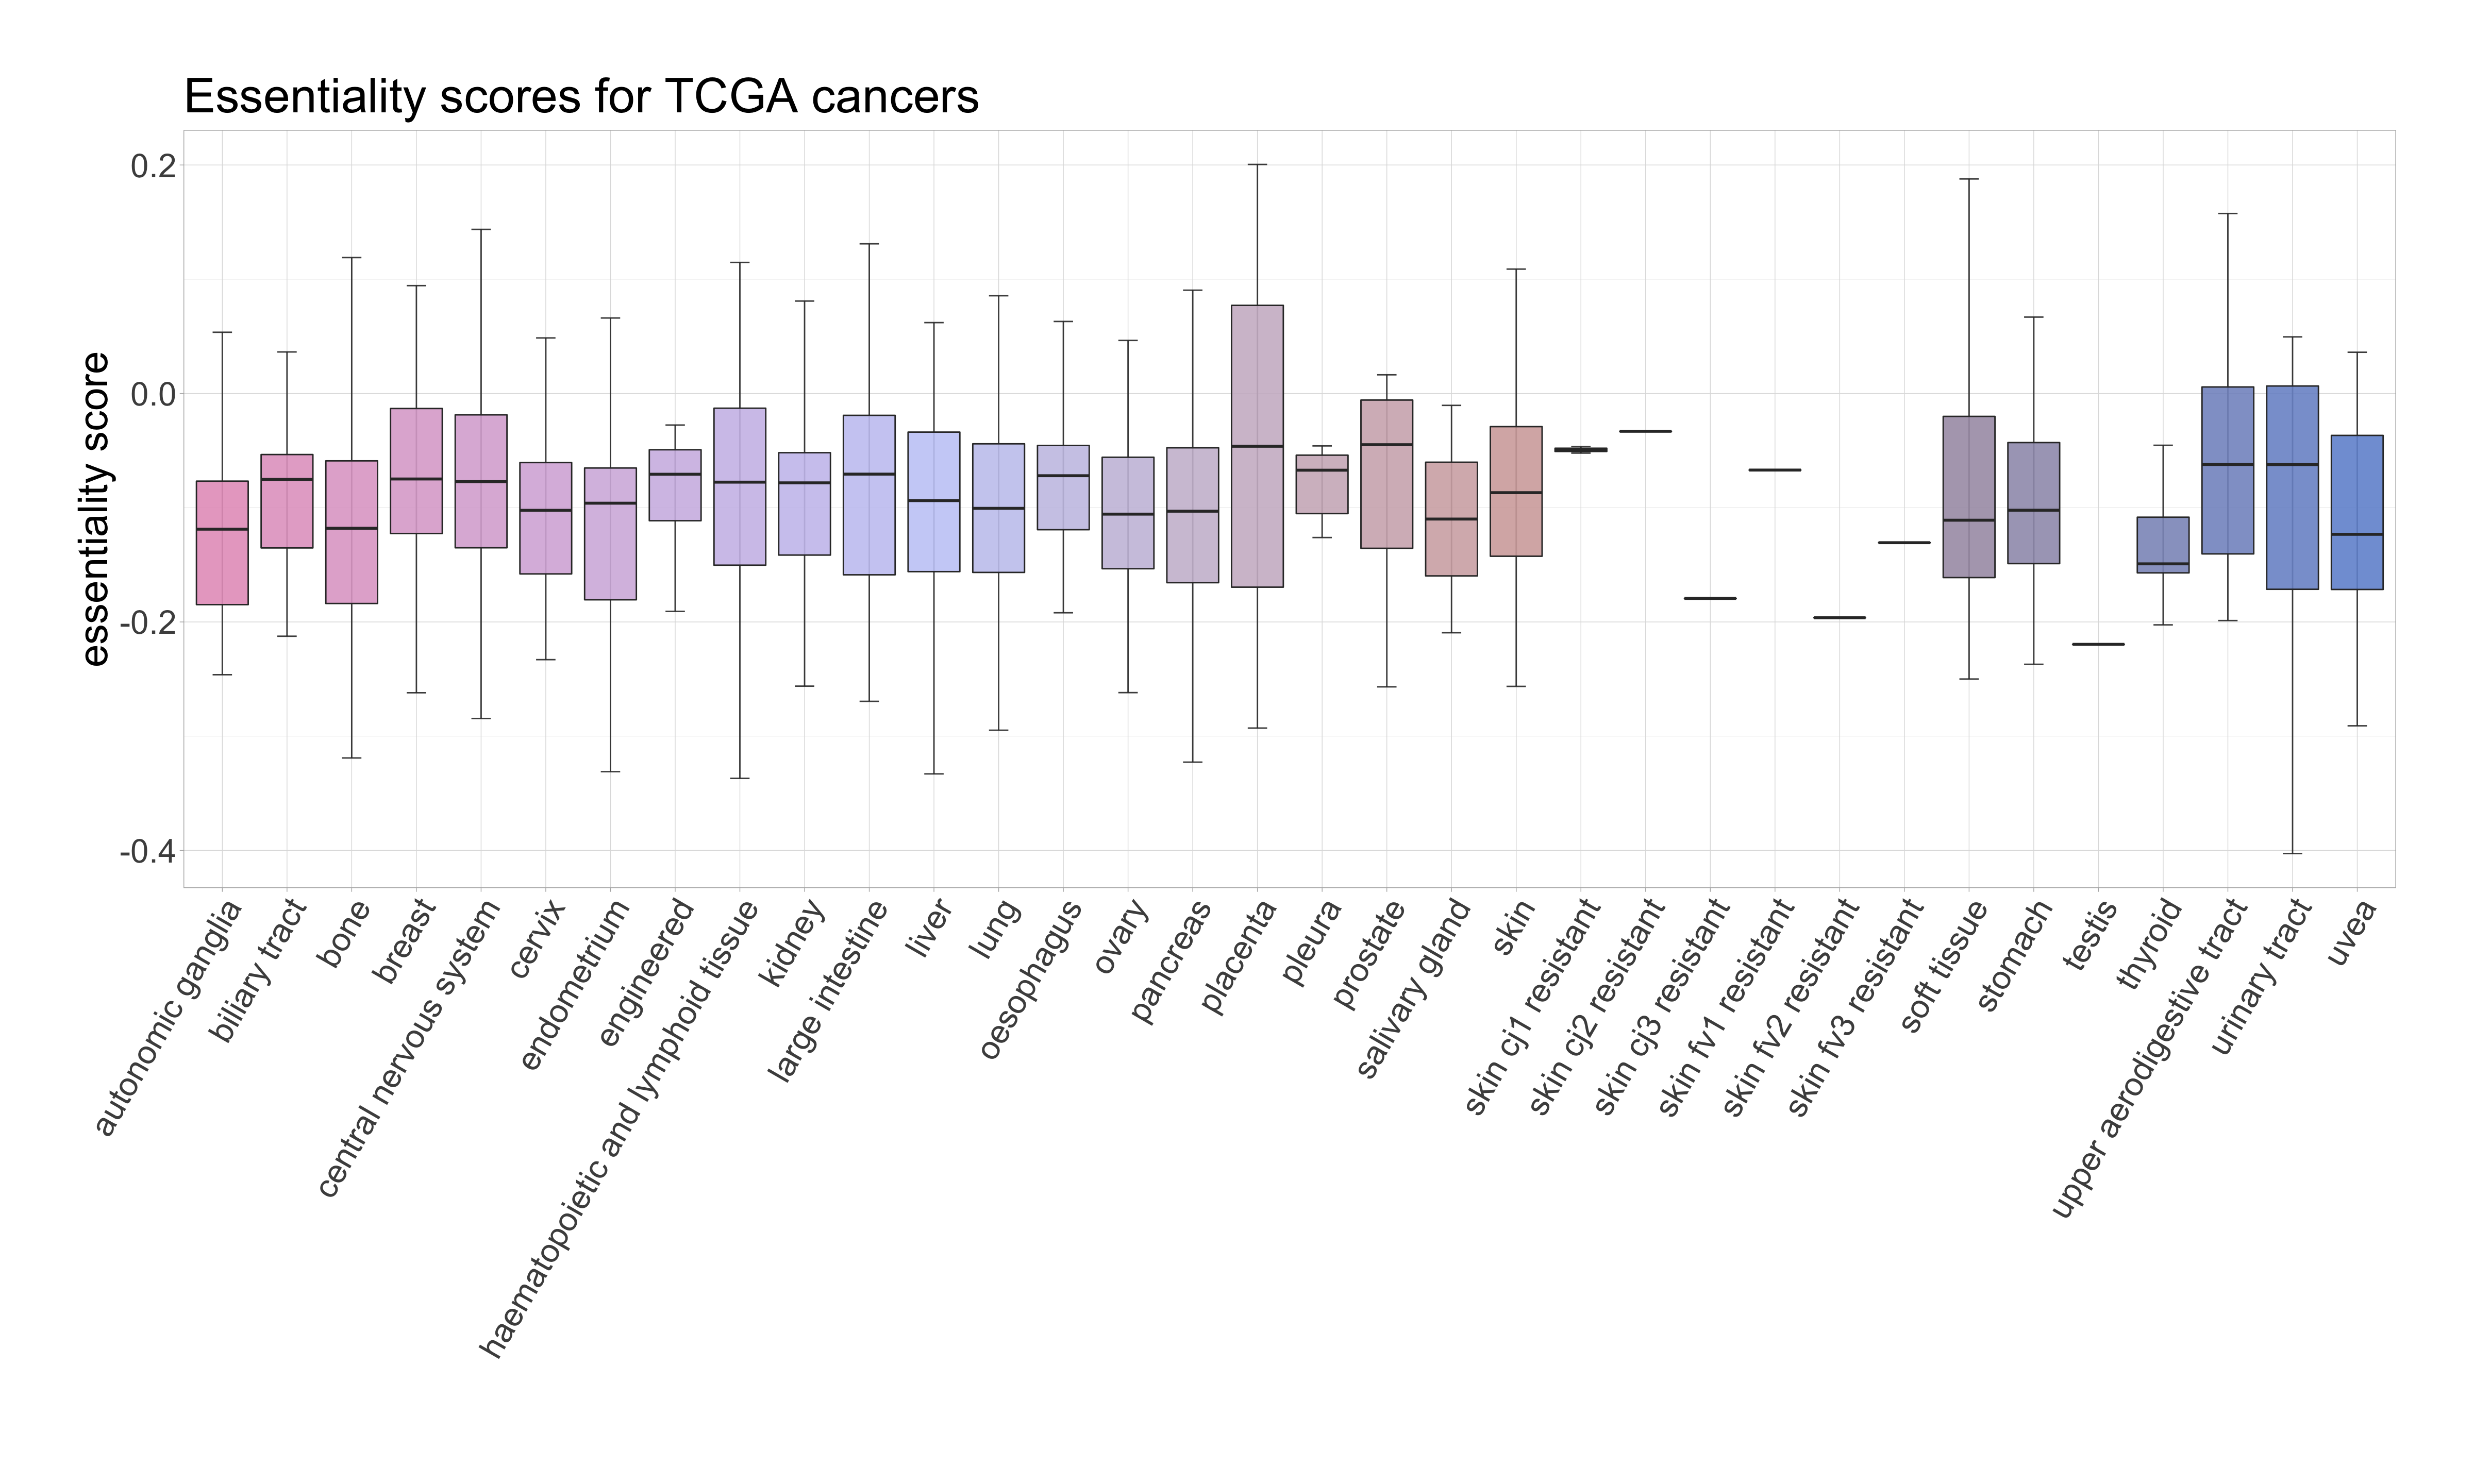 Essentiality scores for TCGA cancers
essentiality score
0.2
0.0
-0.2
-0.4
autonomic ganglia
biliary tract
bone
breast
central nervous system
cervix
endometrium
engineered
haematopoietic and lymphoid tissue
kidney
large intestine
liver
lung
oesophagus
ovary
pancreas
placenta
pleura
prostate
salivary gland
skin
skin cj1 resistant
skin cj2 resistant
skin cj3 resistant
skin fv1 resistant
skin fv2 resistant
skin fv3 resistant
soft tissue
stomach
testis
thyroid
upper aerodigestive tract
urinary tract
uvea